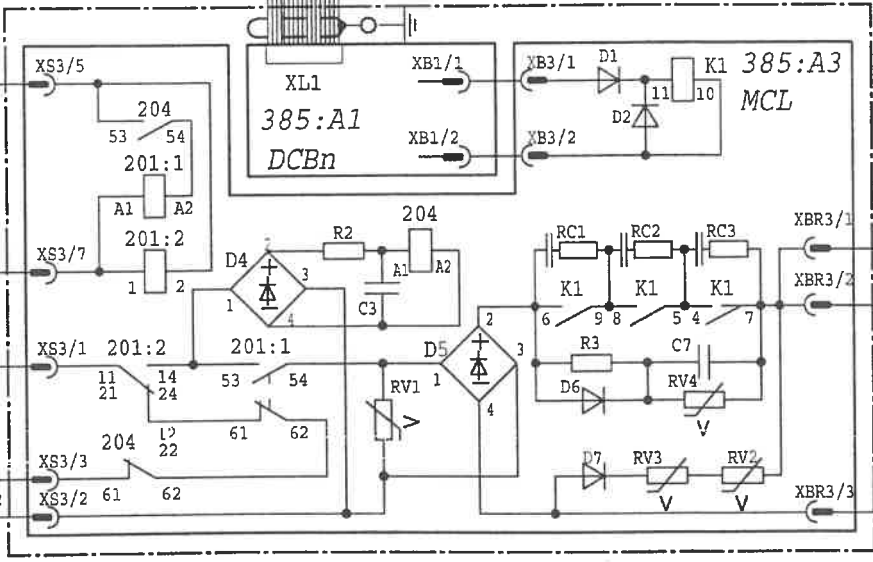 XS3/5
XL1
385:A1
DCBn
XB1/1
XB3/1
D1
K1
385:A3
MCL
11
10
D2
204
53
54
XB1/2
XB3/2
201:1
A1
A2
201:2
1
2
XS3/7
D4
2
R2
204
A1
A2
1
3
4
C3
RC1
RC2
RC3
XBR3/1
K1
K1
K1
XBR3/2
6
9
8
5
4
7
XS3/1
201:2
201:1
11
21
14
24
53
54
RV1
V
D5
2
1
3
4
R3
C7
D6
RV4
V
12
22
61
62
204
XS3/3
61
62
XS3/2
D7
RV3
RV2
V
V
XBR3/3